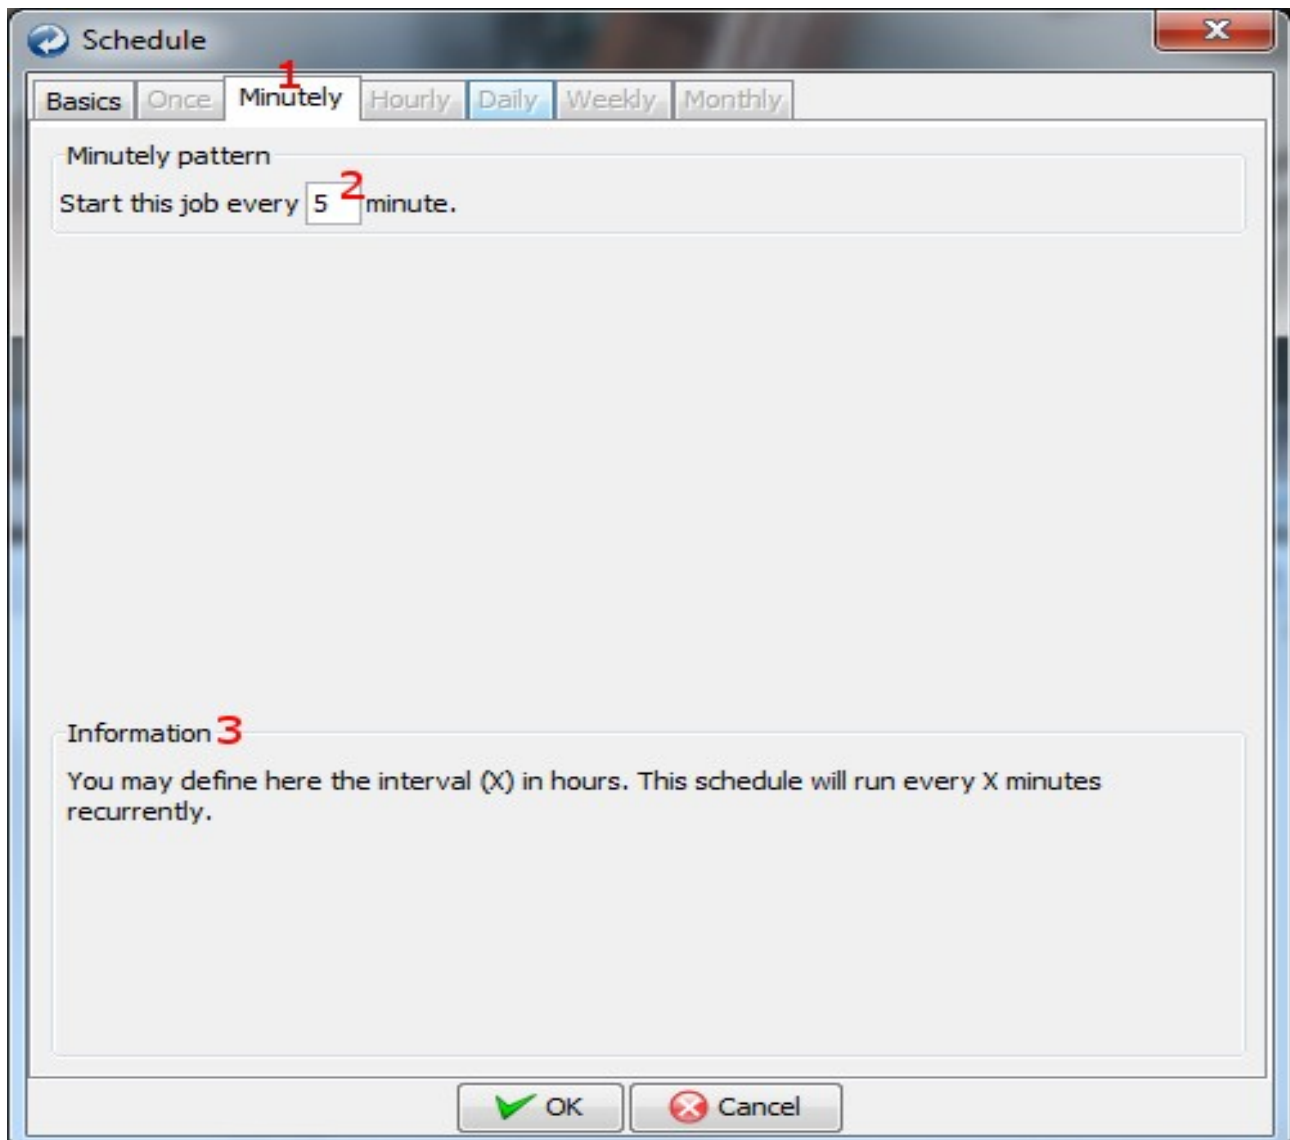 Schedule
1
Basics Once Minutely Hourly Daily Weekly Monthly
Minutely pattern
Start this job every 5 2 minute.
Information 3
You may define here the interval (X) in hours. This schedule will run every X minutes
recurrently.
OK Cancel